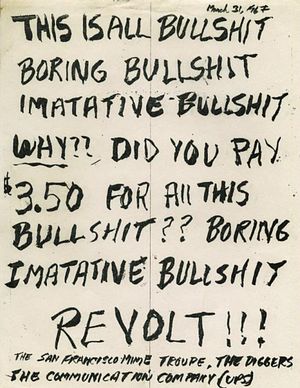 March 31, 1967
THIS IS ALL BULLSHIT
BORING BULLSHIT
IMATATIVE BULLSHIT
WHY?? DID YOU PAY
$3.50 FOR All THIS
BULLSHIT?? BORING
IMATATIVE BULLSHIT
REVOLT!!!
THE SAN FRANCISCO MIME TROUPE, THE DIGGERS
THE COMMUNICATION COMPANY (UPS)